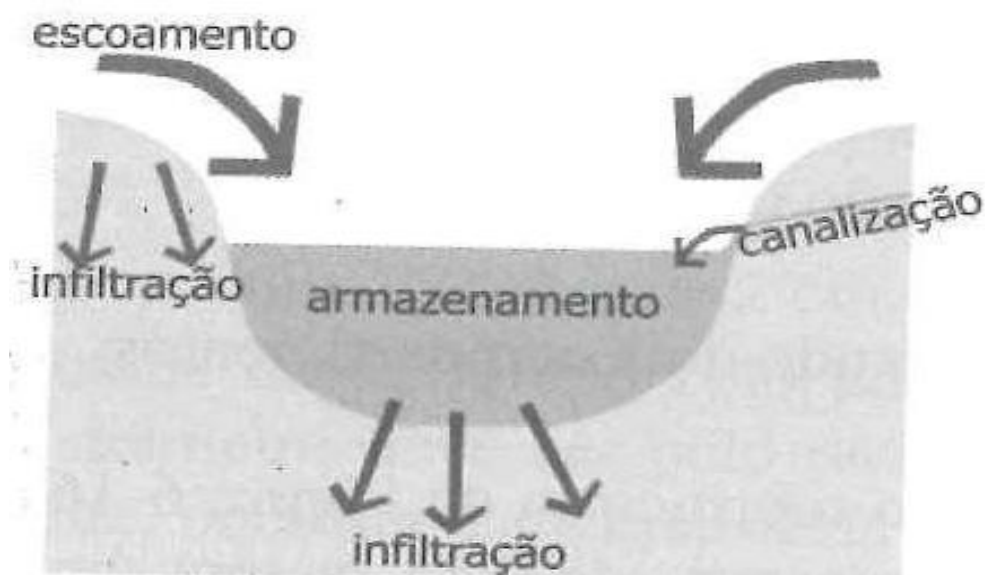 escoamento
canalização
infiltração
armazenamento
infiltração